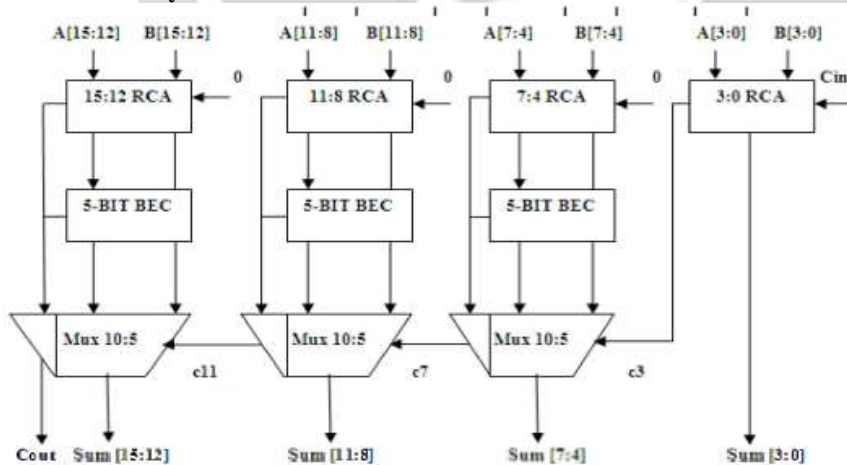 A[15:12] B[15:12] A[11:8] B[11:8] A[7:4] B[7:4] A[3:0] B[3:0]
0 0 0 Cin
15:12 RCA 11:8 RCA 7:4 RCA 3:0 RCA
5-BIT BEC 5-BIT BEC 5-BIT BEC
Mux 10:5 Mux 10:5 Mux 10:5
c11 c7 c3
Cout Sum [15:12] Sum [11:8] Sum [7:4] Sum [3:0]